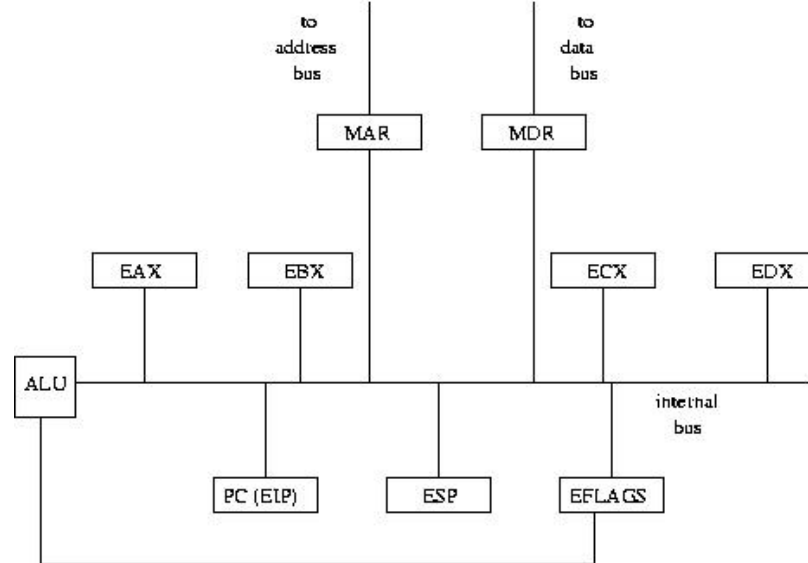 to
address
bus
to
data
bus
MAR
MDR
EAX
EBX
ECX
EDX
ALU
internal
bus
PC (EIP)
ESP
EFLAGS